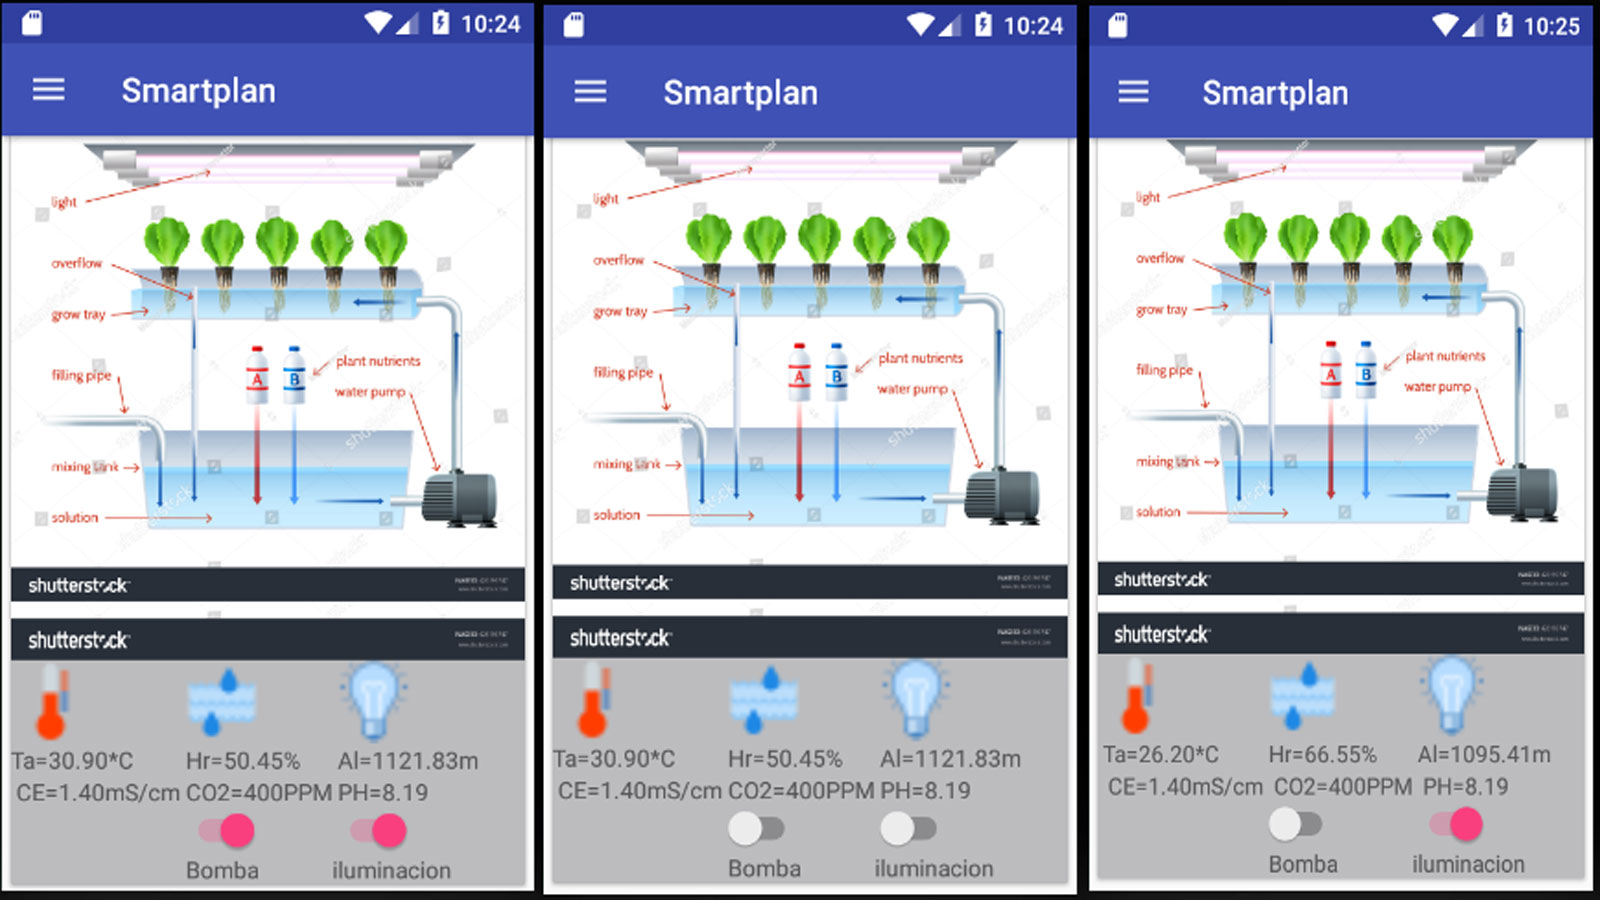 10:24
Smartplan
light
overflow
grow tray
plant nutrients
filling pipe
A
B
water pump
mixing tank
solution
shutterstock
shutterstock
Ta=30.90*C Hr=50.45% Al=1121.83m
CE=1.40mS/cm CO2=400PPM PH=8.19
Bomba iluminacion
10:24
Smartplan
light
overflow
grow tray
plant nutrients
filling pipe
A
B
water pump
mixing tank
solution
shutterstock
shutterstock
Ta=30.90*C Hr=50.45% Al=1121.83m
CE=1.40mS/cm CO2=400PPM PH=8.19
Bomba iluminacion
10:25
Smartplan
light
overflow
grow tray
plant nutrients
filling pipe
A
B
water pump
mixing tank
solution
shutterstock
shutterstock
Ta=26.20*C Hr=66.55% Al=1095.41m
CE=1.40mS/cm CO2=400PPM PH=8.19
Bomba iluminacion